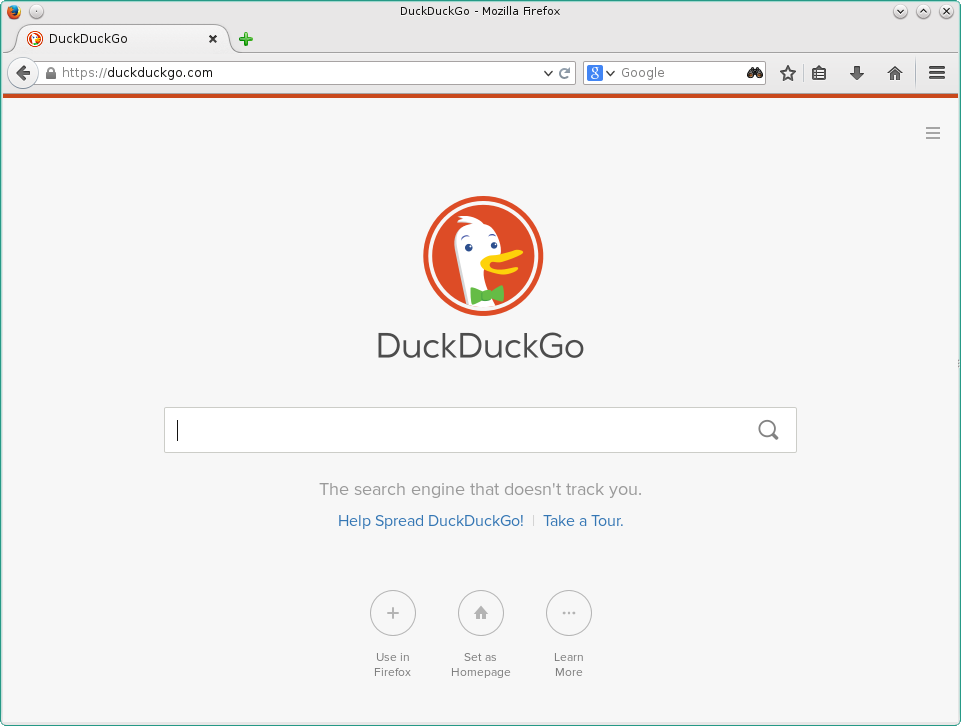 DuckDuckGo - Mozilla Firefox
DuckDuckGo
https://duckduckgo.com
8 Google
DuckDuckGo
The search engine that doesn't track you.
Help Spread DuckDuckGo! | Take a Tour.
Use in
Firefox
Set as
Homepage
Learn
More